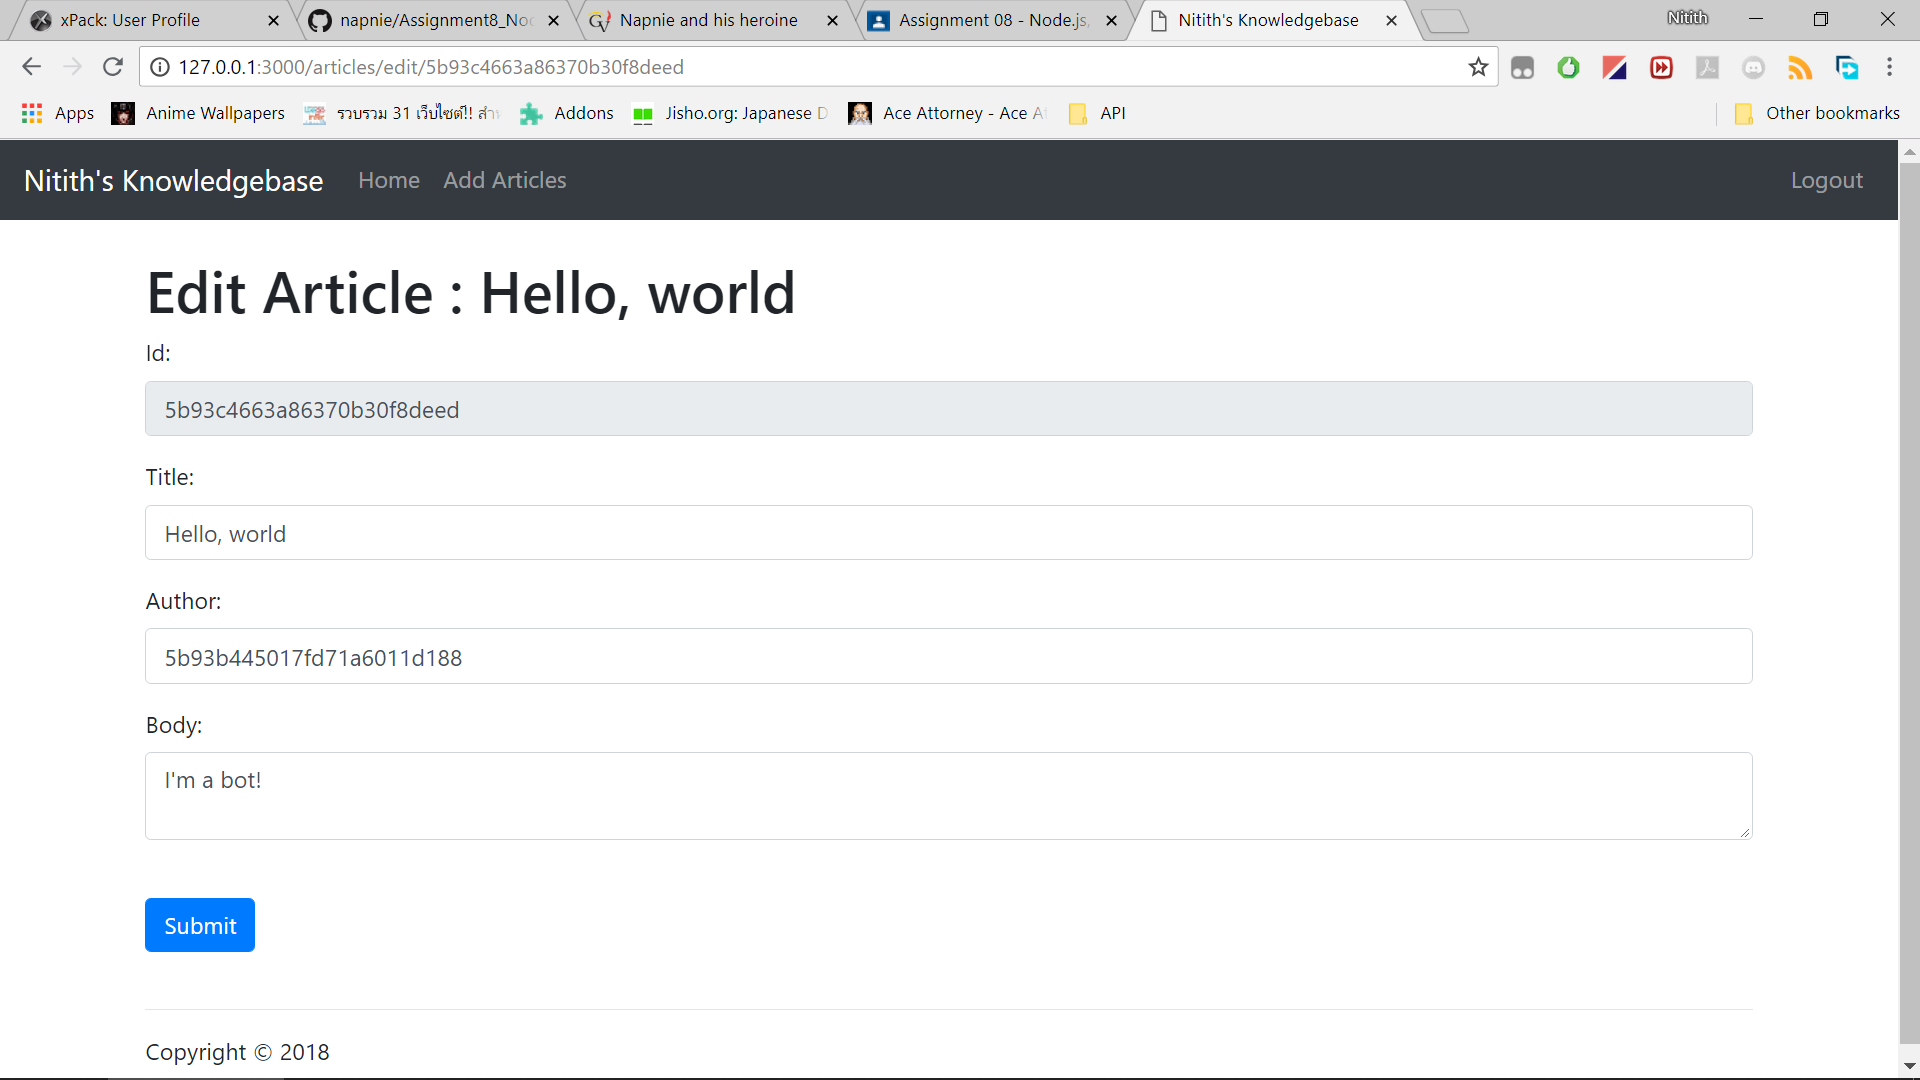 xPack: User Profile
napnie/Assignment8_Noc
Napnie and his heroine
Assignment 08 - Node.js,
Nitith's Knowledgebase
Nitith
127.0.0.1:3000/articles/edit/5b93c4663a86370b30f8deed
Apps
Anime Wallpapers
รวบรวม 31 เว็บไซต์!! สำห
Addons
Jisho.org: Japanese D
Ace Attorney - Ace At
API
Other bookmarks
Nitith's Knowledgebase
Home
Add Articles
Logout
Edit Article : Hello, world
Id:
5b93c4663a86370b30f8deed
Title:
Hello, world
Author:
5b93b445017fd71a6011d188
Body:
I'm a bot!
Submit
Copyright © 2018